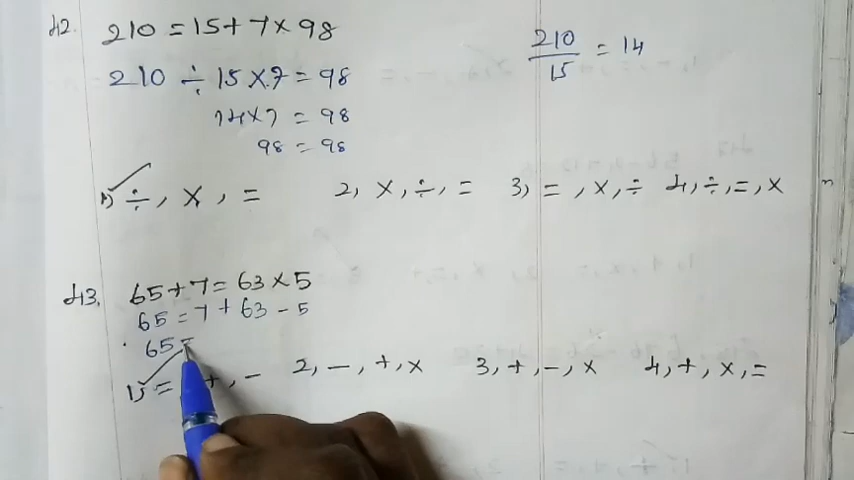 42. 210 = 15 + 7 × 98
210 ÷ 15 × 7 = 98
210/15 = 14
14 × 7 = 98
98 = 98
1) ÷, ×, = 2, ×, ÷, = 3, =, ×, ÷ 4, ÷, =, ×
43. 65 + 7 = 63 × 5
65 = 7 + 63 - 5
65 =
1, = +, - 2, -, +, × 3, +, -, × 4, +, ×, =